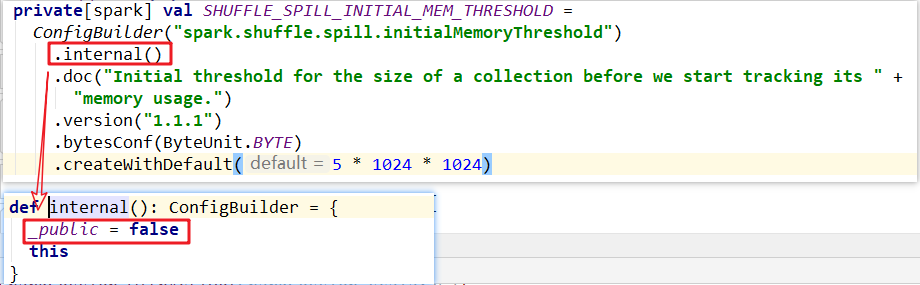 private[spark] val SHUFFLE_SPILL_INITIAL_MEM_THRESHOLD =
ConfigBuilder("spark.shuffle.spill.initialMemoryThreshold")
.internal()
.doc("Initial threshold for the size of a collection before we start tracking its " +
"memory usage.")
.version("1.1.1")
.bytesConf(ByteUnit.BYTE)
.createWithDefault( default = 5 * 1024 * 1024)
def internal(): ConfigBuilder = {
_public = false
this
}